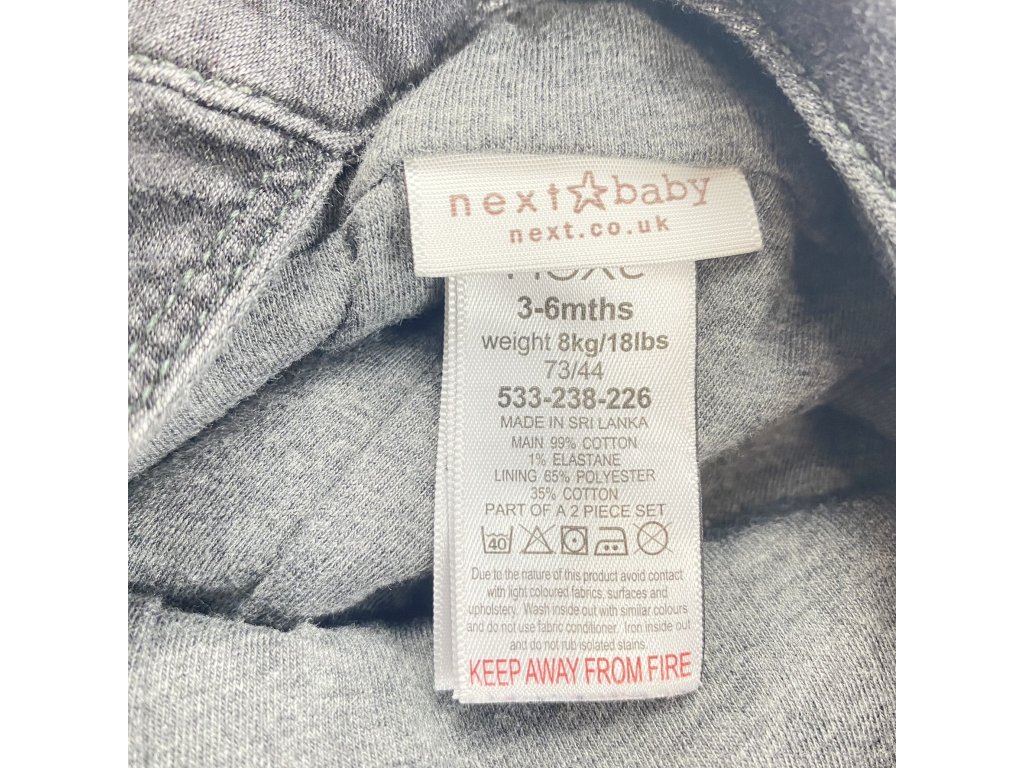 next baby
next.co.uk
next
3-6mths
weight 8kg/18lbs
73/44
533-238-226
MADE IN SRI LANKA
MAIN 99% COTTON
1% ELASTANE
LINING 65% POLYESTER
35% COTTON
PART OF A 2 PIECE SET
40
Due to the nature of this product avoid contact
with light coloured fabrics, surfaces and
upholstery. Wash inside out with similar colours
and do not use fabric conditioner. Iron inside out
and do not rub isolated stains.
KEEP AWAY FROM FIRE